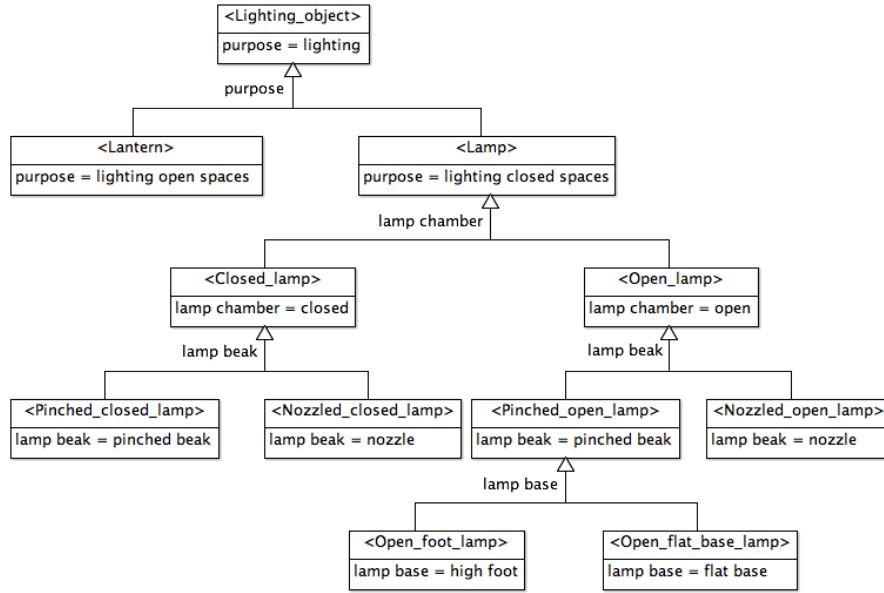 <Lighting_object>
purpose = lighting
purpose
<Lantern>
purpose = lighting open spaces
<Lamp>
purpose = lighting closed spaces
lamp chamber
<Closed_lamp>
lamp chamber = closed
<Open_lamp>
lamp chamber = open
lamp beak
lamp beak
<Pinched_closed_lamp>
lamp beak = pinched beak
<Nozzled_closed_lamp>
lamp beak = nozzle
<Pinched_open_lamp>
lamp beak = pinched beak
<Nozzled_open_lamp>
lamp beak = nozzle
lamp base
<Open_foot_lamp>
lamp base = high foot
<Open_flat_base_lamp>
lamp base = flat base